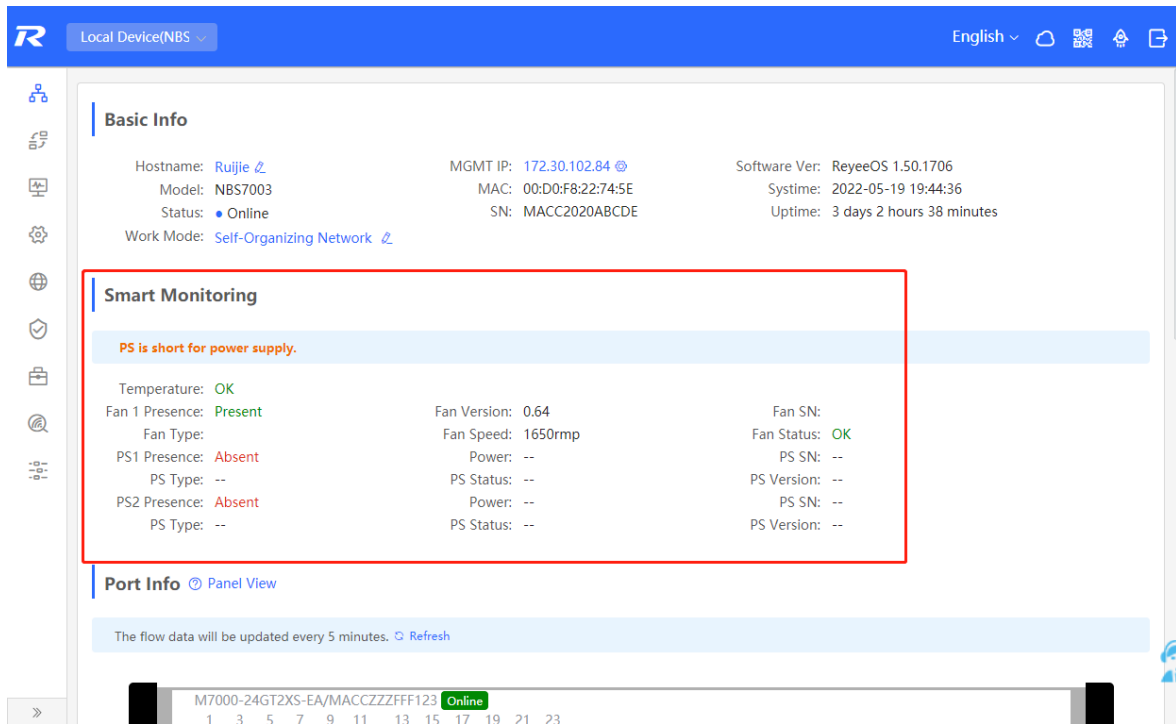 Local Device(NBS English
Basic Info
Hostname: Ruijie MGMT IP: 172.30.102.84 Software Ver: ReyeeOS 1.50.1706
Model: NBS7003 MAC: 00:D0:F8:22:74:5E Systime: 2022-05-19 19:44:36
Status: Online SN: MACC2020ABCDE Uptime: 3 days 2 hours 38 minutes
Work Mode: Self-Organizing Network
Smart Monitoring
PS is short for power supply.
Temperature: OK
Fan 1 Presence: Present Fan Version: 0.64 Fan SN:
Fan Type: Fan Speed: 1650rmp Fan Status: OK
PS1 Presence: Absent Power: -- PS SN: --
PS Type: -- PS Status: -- PS Version: --
PS2 Presence: Absent Power: -- PS SN: --
PS Type: -- PS Status: -- PS Version: --
Port Info Panel View
The flow data will be updated every 5 minutes. Refresh
M7000-24GT2XS-EA/MACCZZZFFF123 Online
1 3 5 7 9 11 13 15 17 19 21 23